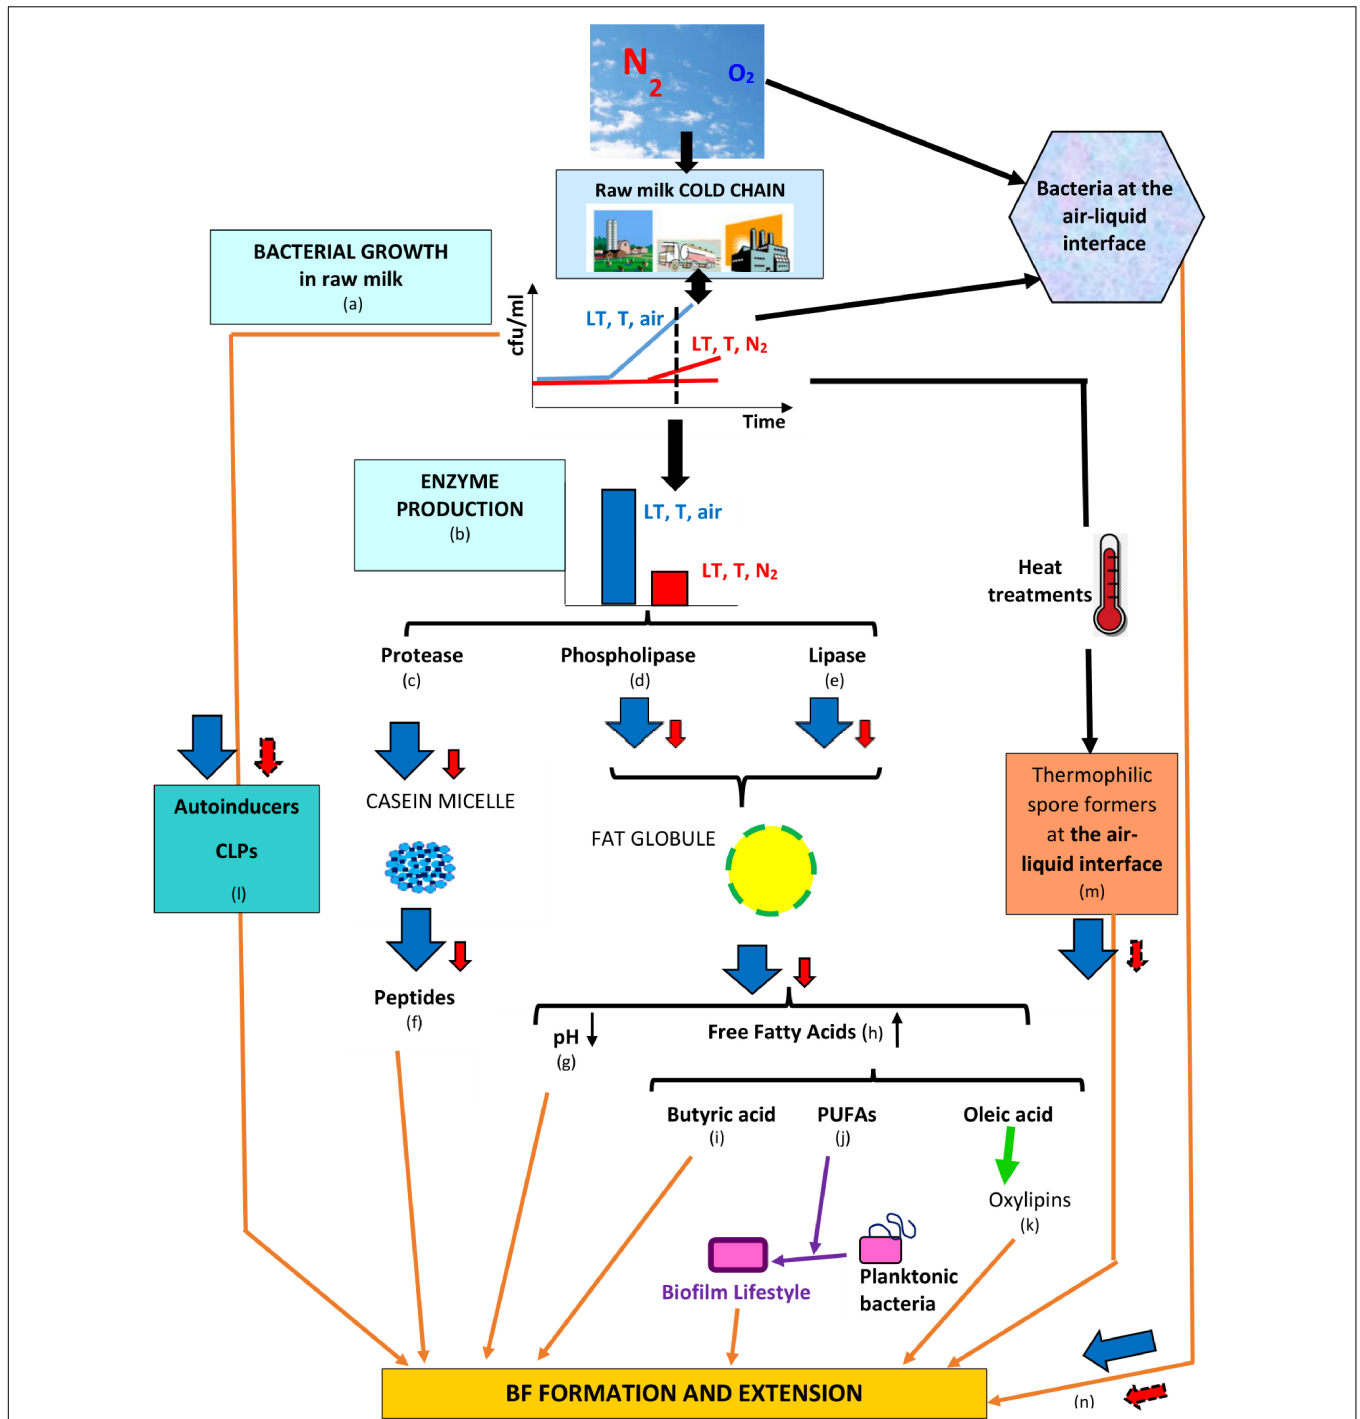 N2
O2
Raw milk COLD CHAIN
Bacteria at the
air-liquid
interface
BACTERIAL GROWTH
in raw milk
(a)
cfu/ml
LT, T, air
LT, T, N2
Time
ENZYME
PRODUCTION
(b)
LT, T, air
LT, T, N2
Heat
treatments
Protease
(c)
Phospholipase
(d)
Lipase
(e)
Autoinducers
CLPs
(l)
CASEIN MICELLE
FAT GLOBULE
Thermophilic
spore formers
at the air-
liquid interface
(m)
Peptides
(f)
pH
(g)
Free Fatty Acids (h)
Butyric acid
(i)
PUFAs
(j)
Oleic acid
Oxylipins
(k)
Biofilm Lifestyle
Planktonic
bacteria
BF FORMATION AND EXTENSION
(n)